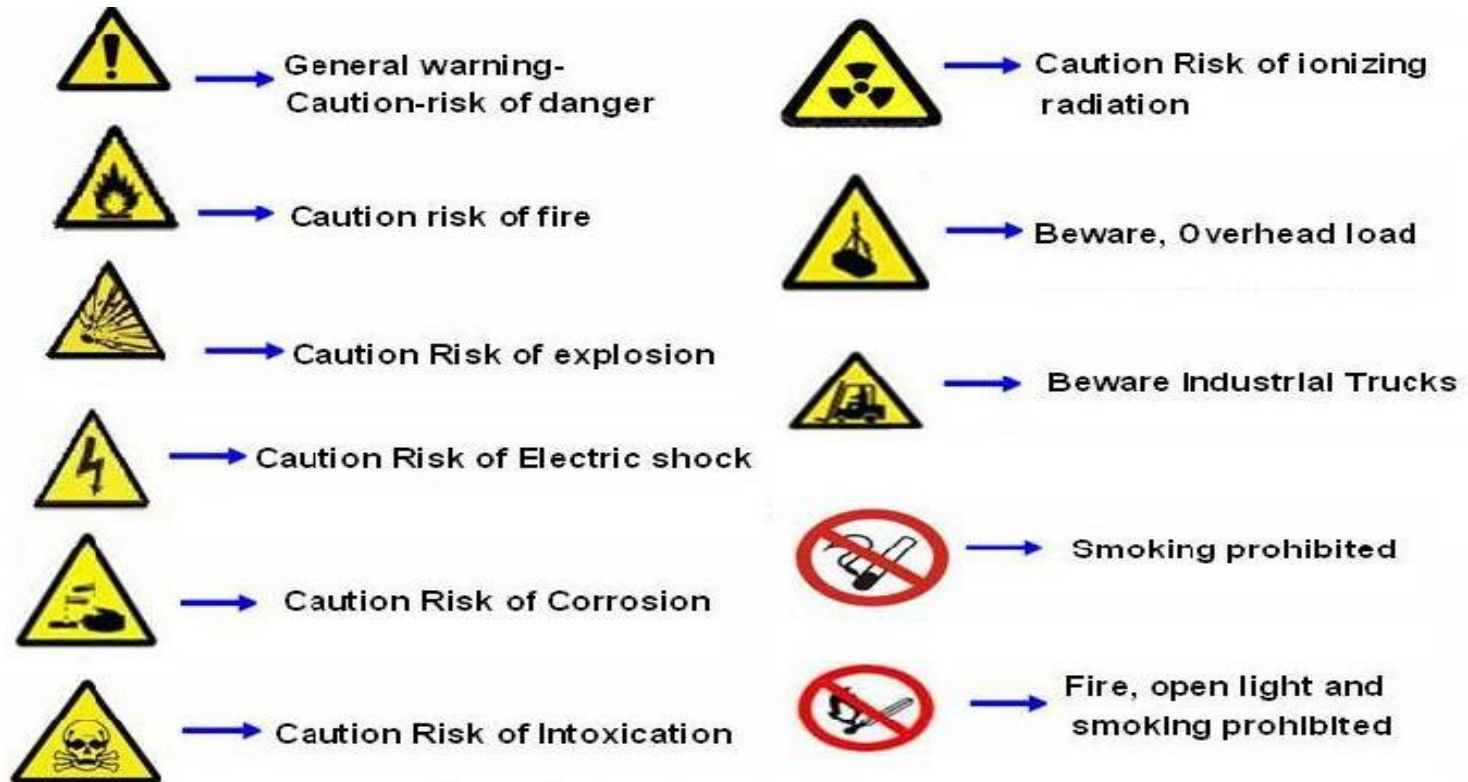 General warning-
Caution-risk of danger
Caution risk of fire
Caution Risk of explosion
Caution Risk of Electric shock
Caution Risk of Corrosion
Caution Risk of Intoxication
Caution Risk of ionizing
radiation
Beware, Overhead load
Beware Industrial Trucks
Smoking prohibited
Fire, open light and
smoking prohibited